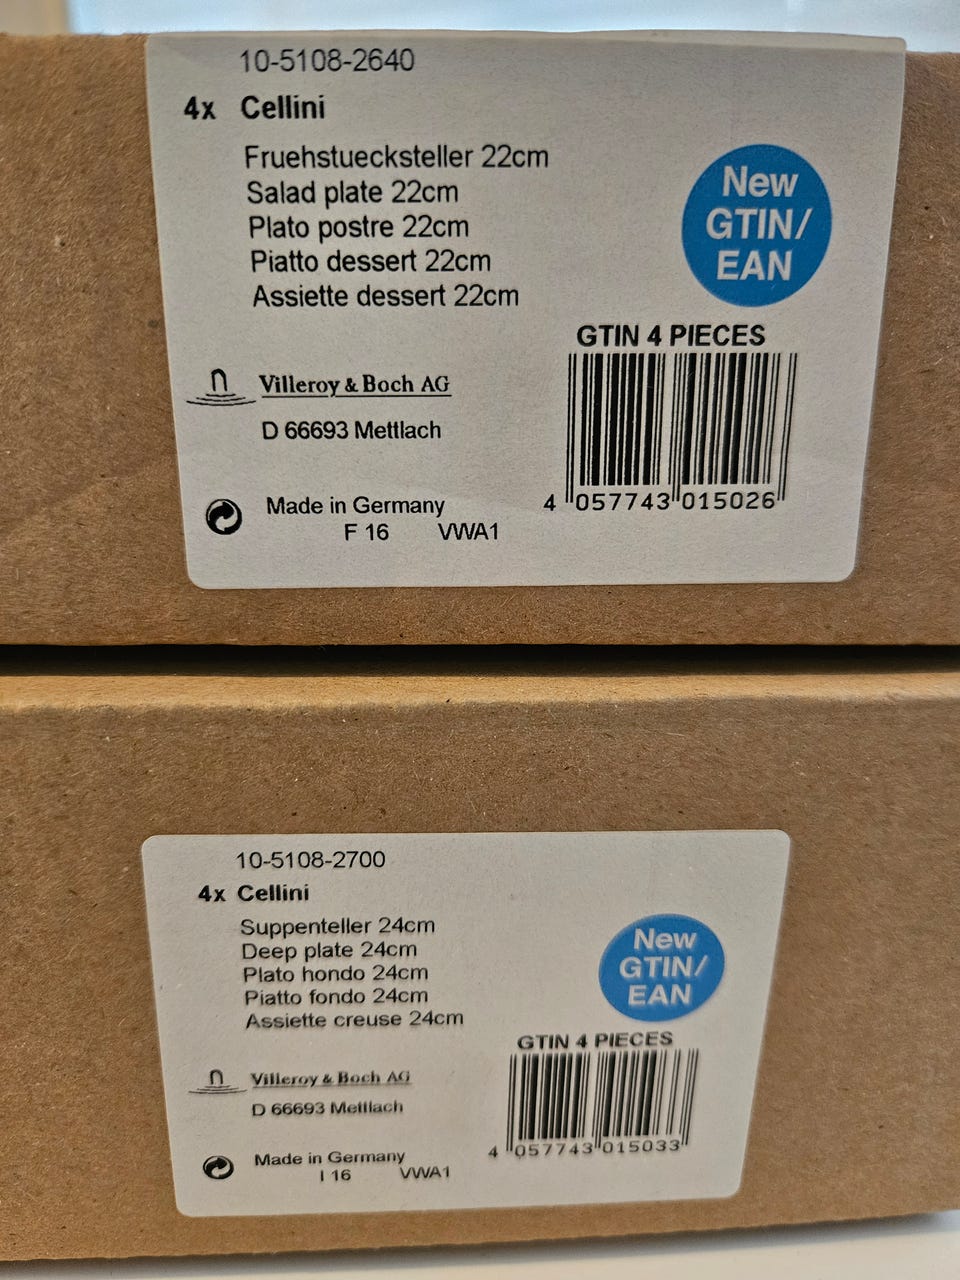 10-5108-2640
4x Cellini
Fruehstuecksteller 22cm
Salad plate 22cm
Plato postre 22cm
Piatto dessert 22cm
Assiette dessert 22cm
New
GTIN/
EAN
GTIN 4 PIECES
4 057743 015026
Villeroy & Boch AG
D 66693 Mettlach
Made in Germany
F 16 VWA1
10-5108-2700
4x Cellini
Suppenteller 24cm
Deep plate 24cm
Plato hondo 24cm
Piatto fondo 24cm
Assiette creuse 24cm
New
GTIN/
EAN
GTIN 4 PIECES
4 057743 015033
Villeroy & Boch AG
D 66693 Mettlach
Made in Germany
I 16 VWA1